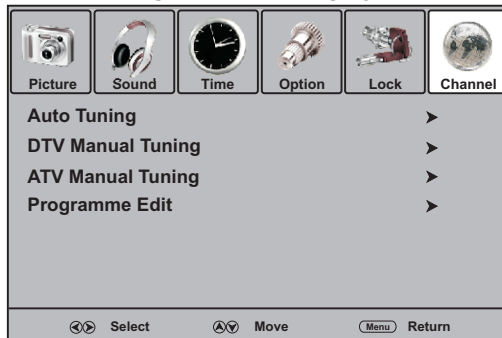 Picture Sound Time Option Lock Channel
Auto Tuning
DTV Manual Tuning
ATV Manual Tuning
Programme Edit
Select Move Menu Return